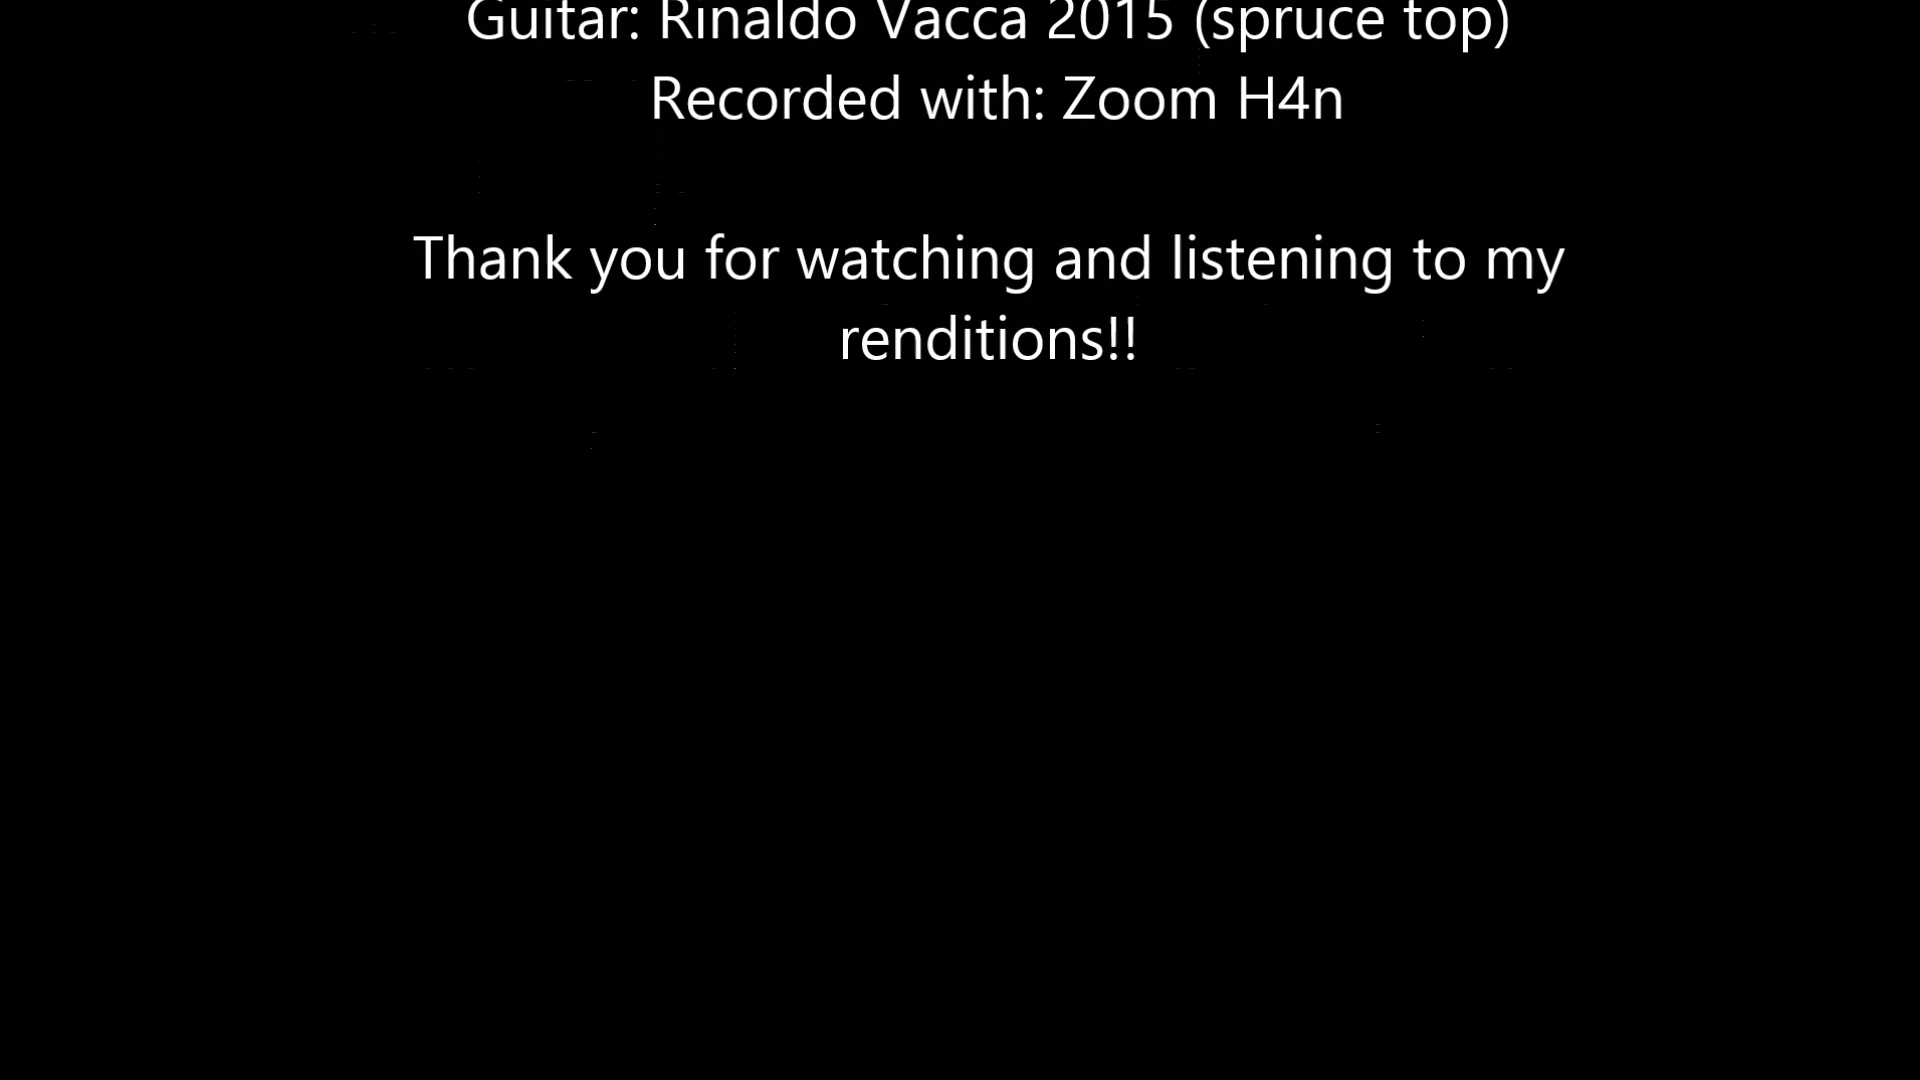 Guitar: Rinaldo Vacca 2015 (spruce top)
Recorded with: Zoom H4n
Thank you for watching and listening to my
renditions!!